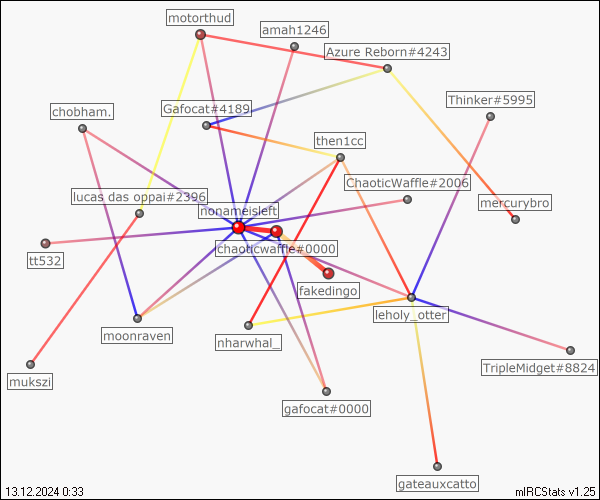 motorthud
amah1246
Azure Reborn#4243
Thinker#5995
chobham.
Gafocat#4189
then1cc
ChaoticWaffle#2006
lucas das oppai#2396
nonameisleft
mercurybro
chaoticwaffle#0000
tt532
fakedingo
leholy_otter
moonraven
nharwhal_
TripleMidget#8824
mukszi
gafocat#0000
gateauxcatto
13.12.2024 0:33
mIRCStats v1.25